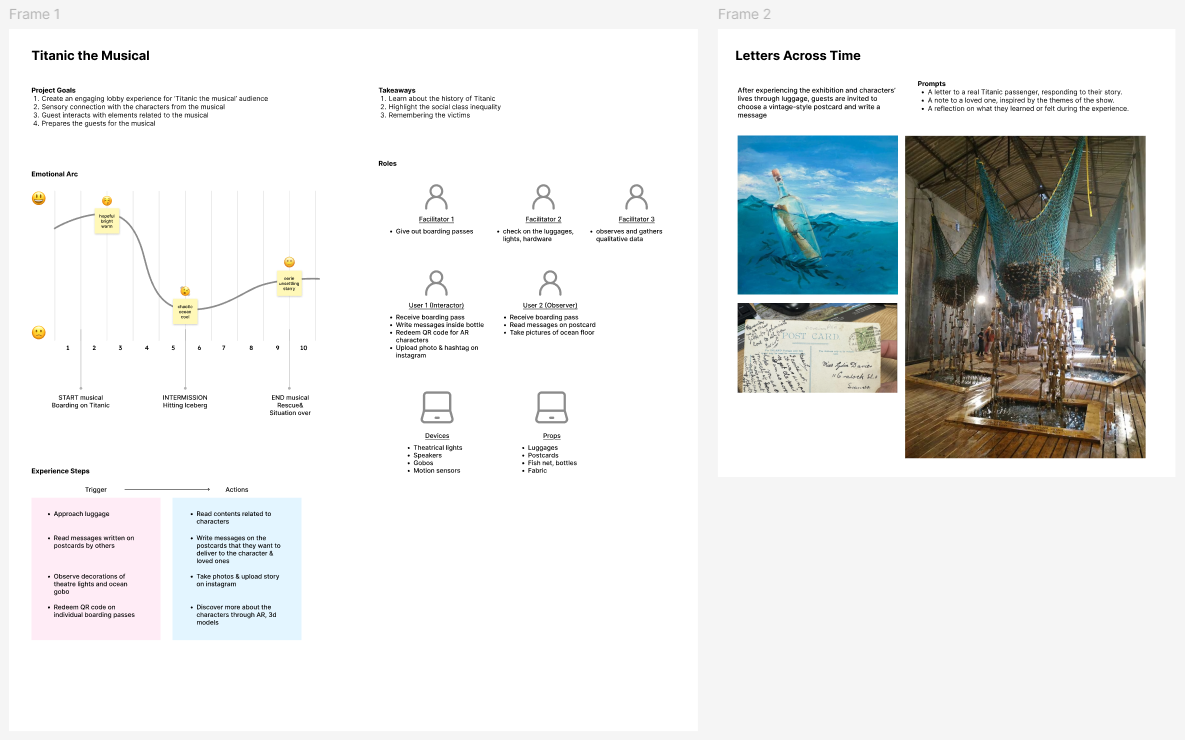 Frame 1
Titanic the Musical
Project Goals
1. Create an engaging lobby experience for 'Titanic the musical' audience
2. Sensory connection with the characters from the musical
3. Guest interacts with elements related to the musical
4. Prepares the guests for the musical
Takeaways
1. Learn about the history of Titanic
2. Highlight the social class inequality
3. Remembering the victims
Emotional Arc
hopeful
bright
warm
chaotic
ocean
cool
eerie
unsettling
starry
1 2 3 4 5 6 7 8 9 10
START musical
Boarding on Titanic
INTERMISSION
Hitting Iceberg
END musical
Rescue&
Situation over
Roles
Facilitator 1
• Give out boarding passes
Facilitator 2
• check on the luggages,
lights, hardware
Facilitator 3
• observes and gathers
qualitative data
User 1 (Interactor)
• Receive boarding pass
• Write messages inside bottle
• Redeem QR code for AR
characters
• Upload photo & hashtag on
instagram
User 2 (Observer)
• Receive boarding pass
• Read messages on postcard
• Take pictures of ocean floor
Devices
• Theatrical lights
• Speakers
• Gobos
• Motion sensors
Props
• Luggages
• Postcards
• Fish net, bottles
• Fabric
Experience Steps
Trigger
Actions
• Approach luggage
• Read messages written on
postcards by others
• Observe decorations of
theatre lights and ocean
gobo
• Redeem QR code on
individual boarding passes
• Read contents related to
characters
• Write messages on the
postcards that they want to
deliver to the character &
loved ones
• Take photos & upload story
on instagram
• Discover more about the
characters through AR, 3d
models
Frame 2
Letters Across Time
After experiencing the exhibition and characters'
lives through luggage, guests are invited to
choose a vintage-style postcard and write a
message
Prompts
• A letter to a real Titanic passenger, responding to their story.
• A note to a loved one, inspired by the themes of the show.
• A reflection on what they learned or felt during the experience.
POST CARD